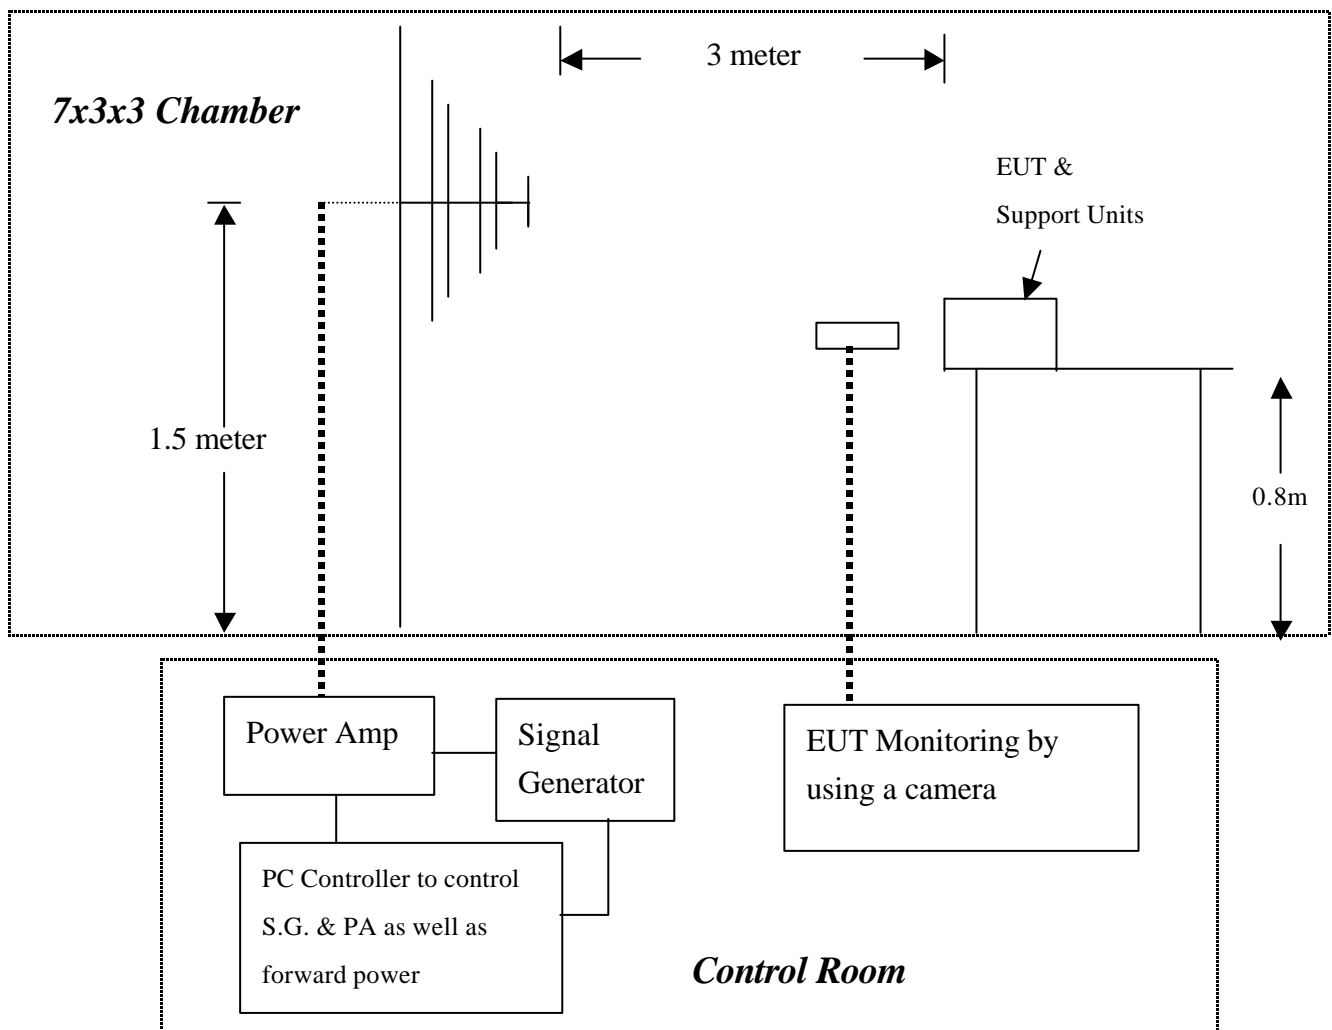 3 meter
7x3x3 Chamber
EUT &
Support Units
1.5 meter
0.8m
Power Amp
Signal
Generator
EUT Monitoring by
using a camera
PC Controller to control
S.G. & PA as well as
forward power
Control Room